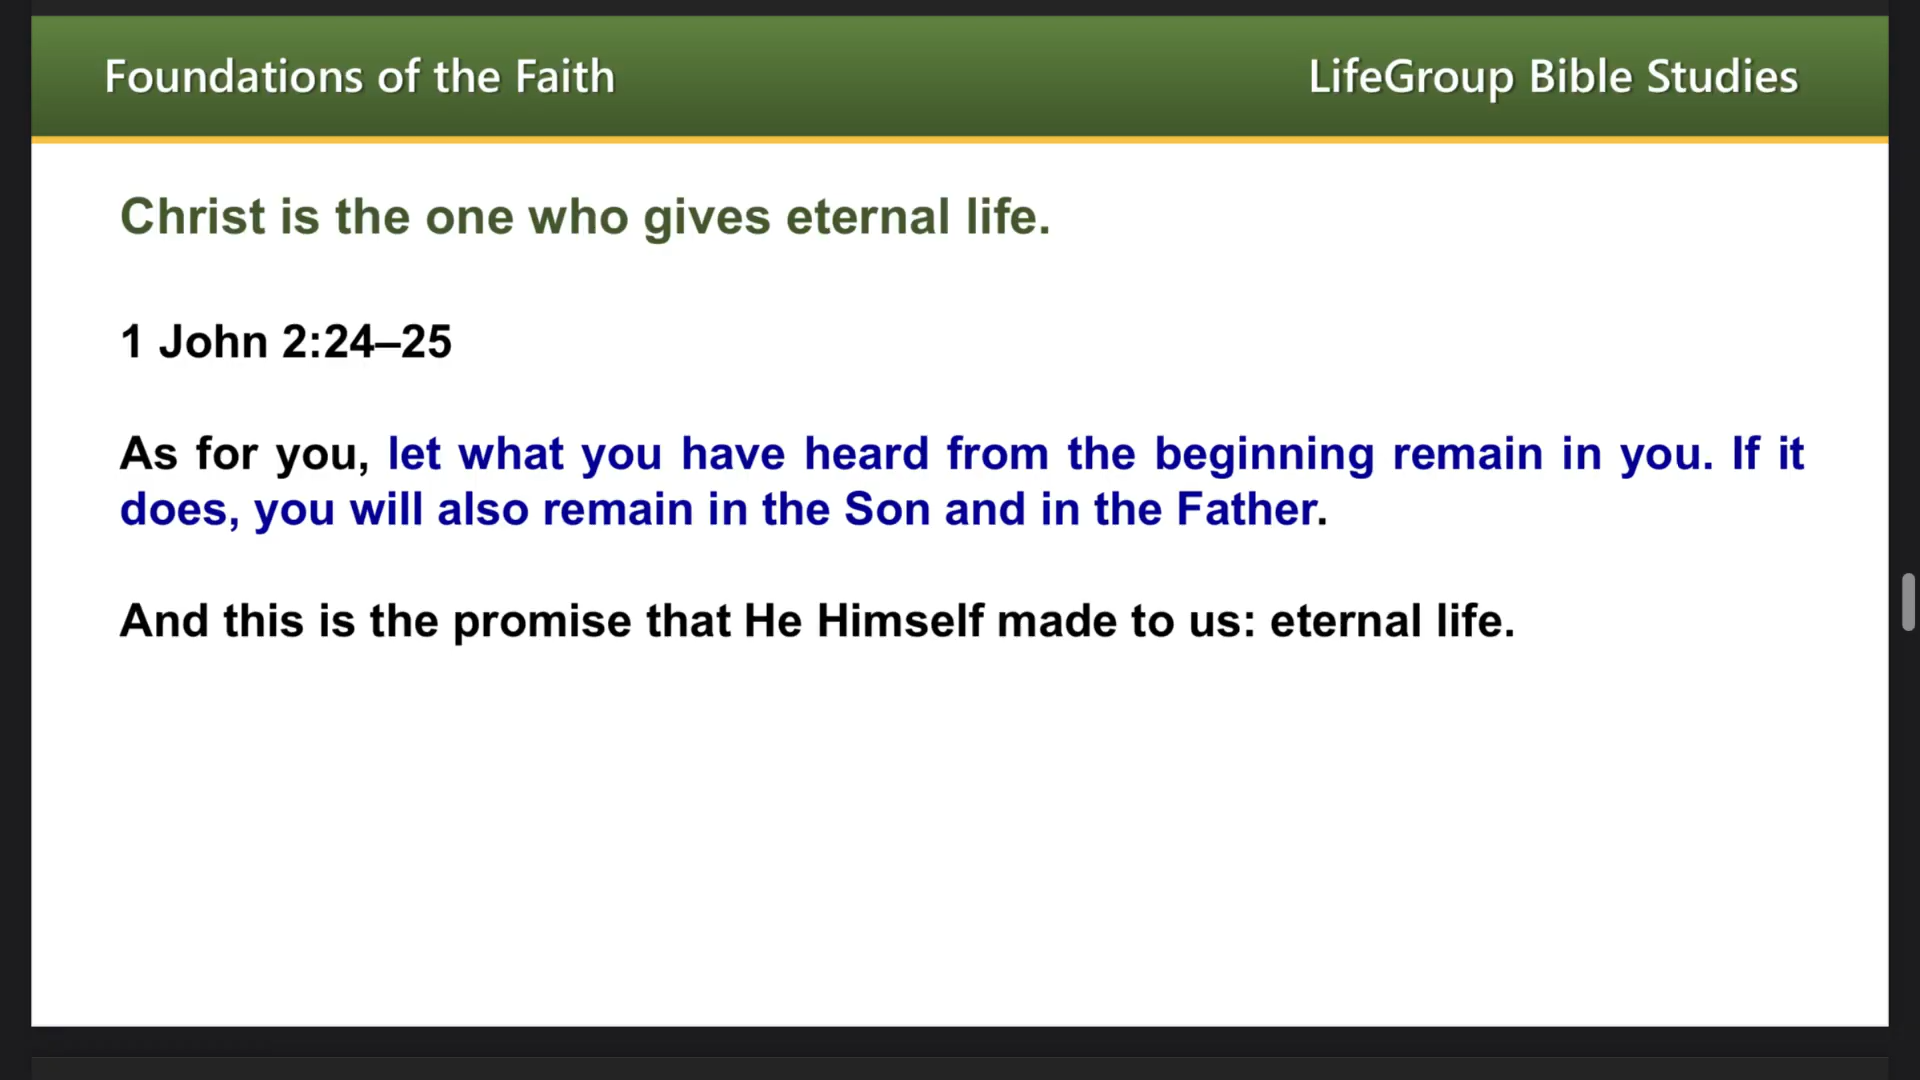 Foundations of the Faith
LifeGroup Bible Studies
Christ is the one who gives eternal life.
1 John 2:24–25
As for you, let what you have heard from the beginning remain in you. If it
does, you will also remain in the Son and in the Father.
And this is the promise that He Himself made to us: eternal life.